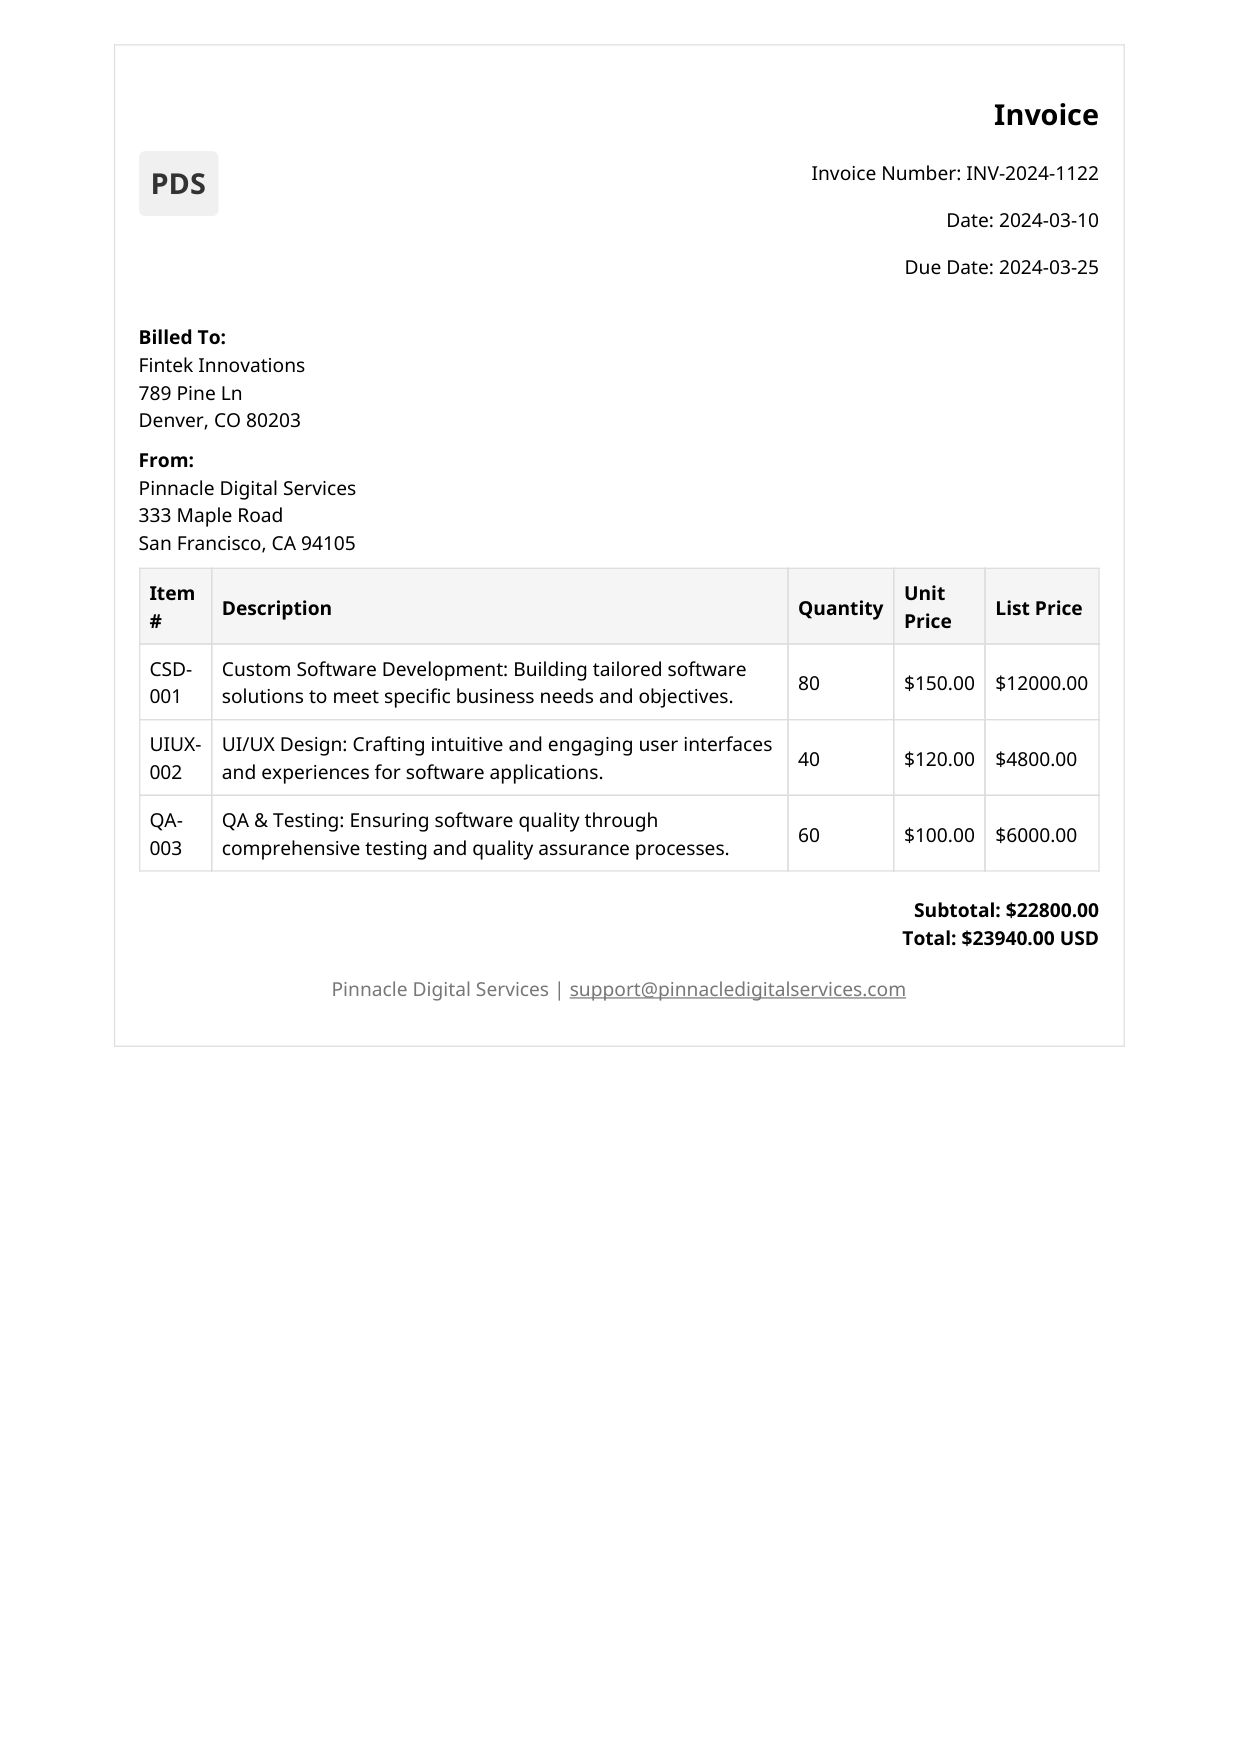 Invoice
PDS
Invoice Number: INV-2024-1122
Date: 2024-03-10
Due Date: 2024-03-25
Billed To:
Fintek Innovations
789 Pine Ln
Denver, CO 80203
From:
Pinnacle Digital Services
333 Maple Road
San Francisco, CA 94105
Item # Description Quantity Unit Price List Price
CSD-001 Custom Software Development: Building tailored software solutions to meet specific business needs and objectives. 80 $150.00 $12000.00
UIUX-002 UI/UX Design: Crafting intuitive and engaging user interfaces and experiences for software applications. 40 $120.00 $4800.00
QA-003 QA & Testing: Ensuring software quality through comprehensive testing and quality assurance processes. 60 $100.00 $6000.00
Subtotal: $22800.00
Total: $23940.00 USD
Pinnacle Digital Services | support@pinnacledigitalservices.com